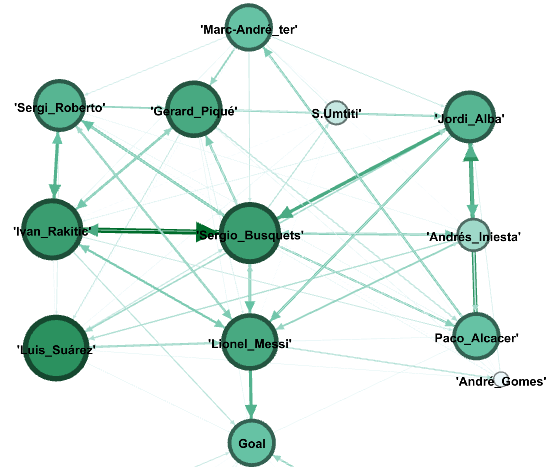 'Marc-André_ter'
'Sergi_Roberto'
'Gerard_Piqué'
S.Umtiti'
'Jordi_Alba'
'Ivan_Rakitic'
Sergio_Busquets'
'Andrés_Iniesta'
'Luis_Suárez'
'Lionel_Messi'
Paco_Alcacer'
'André_Gomes'
Goal